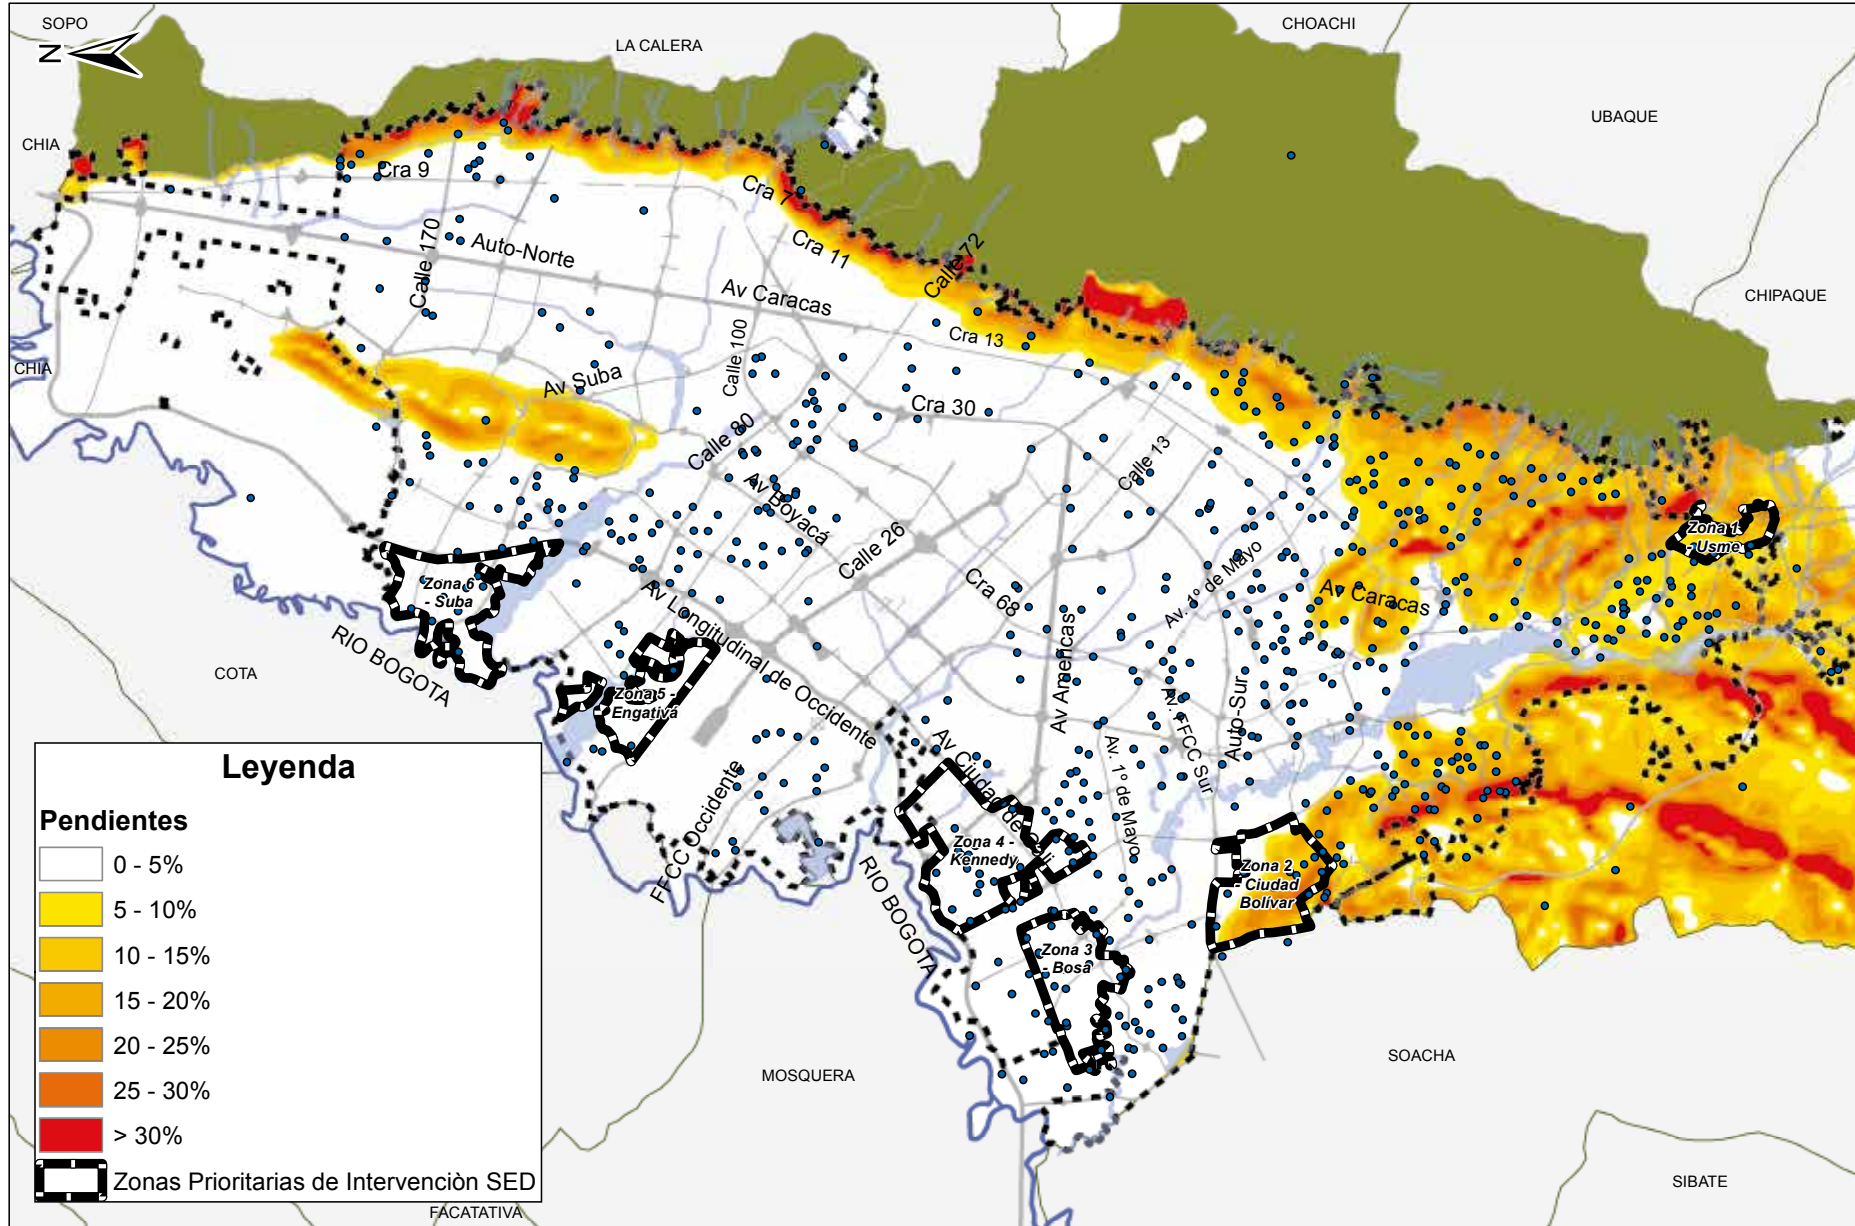 SOPO
N
CHIA
LA CALERA
CHOACHI
UBAQUE
CHIPAQUE
Cra 9
Cra 7
Cra 11
Calle 72
Calle 170
Auto-Norte
Av Caracas
Cra 13
CHIA
Av Suba
Calle 100
Cra 30
Calle 80
Av Boyacá
Calle 13
Calle 26
Zona 1
- Usme
Cra 68
Av. 1º de Mayo
Av Caracas
Zona 6
- Suba
Av Longitudinal de Occidente
RIO BOGOTA
COTA
Av Americas
Zona 5 -
Engativá
Av. FFCC Sur
Auto-Sur
Av Ciudad de Cali
Av. 1º de Mayo
FFCC Occidente
Zona 4 -
Kennedy
RIO BOGOTA
Zona 2
- Ciudad
Bolívar
Zona 3
- Bosa
MOSQUERA
SOACHA
SIBATE
FACATATIVA
Leyenda
Pendientes
0 - 5%
5 - 10%
10 - 15%
15 - 20%
20 - 25%
25 - 30%
> 30%
Zonas Prioritarias de Intervenciòn SED